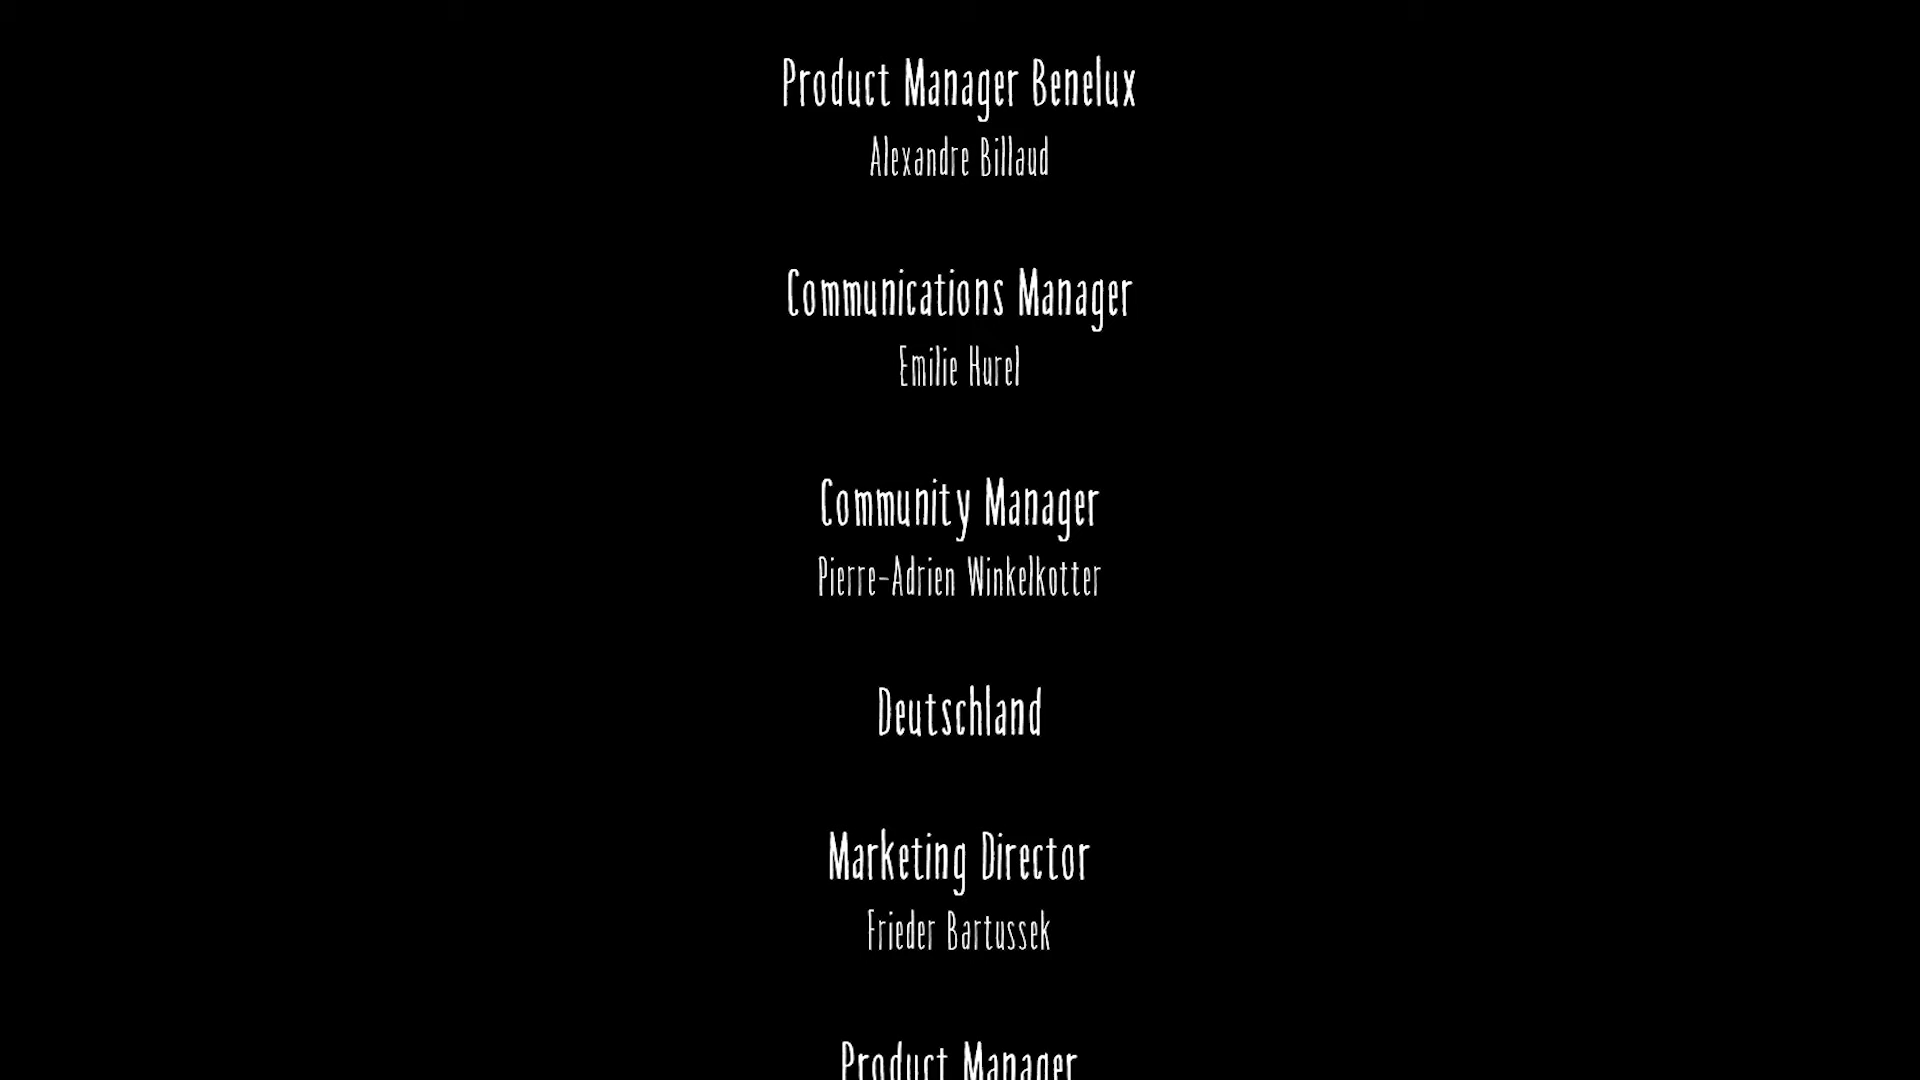 Product Manager Benelux
Alexandre Billaud
Communications Manager
Emilie Hurel
Community Manager
Pierre-Adrien Winkelkotter
Deutschland
Marketing Director
Frieder Bartussek
Product Manager